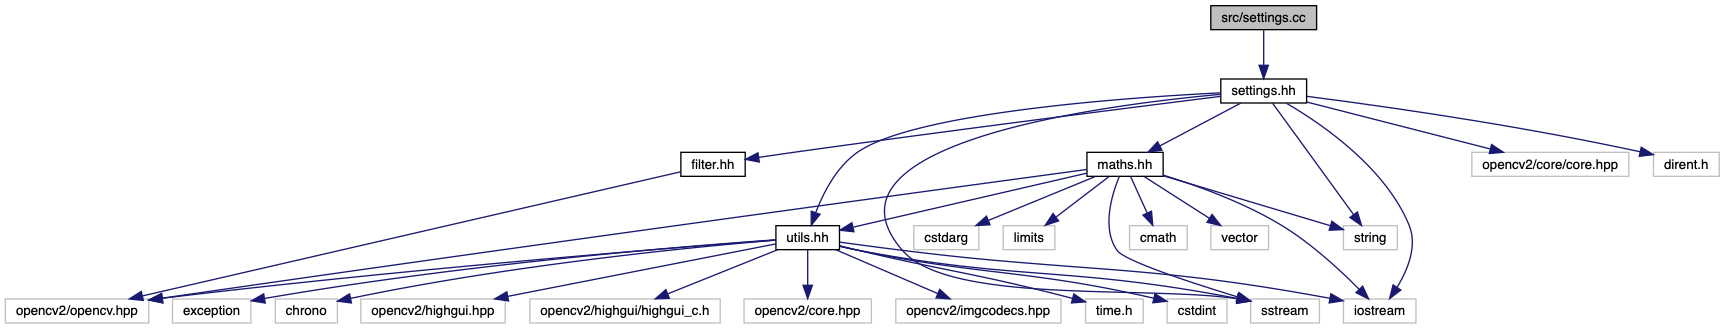 src/settings.cc
settings.hh
filter.hh
maths.hh
opencv2/core/core.hpp
dirent.h
utils.hh
cstdarg
limits
cmath
vector
string
opencv2/opencv.hpp
exception
chrono
opencv2/highgui.hpp
opencv2/highgui/highgui_c.h
opencv2/core.hpp
opencv2/imgcodecs.hpp
time.h
cstdint
sstream
iostream